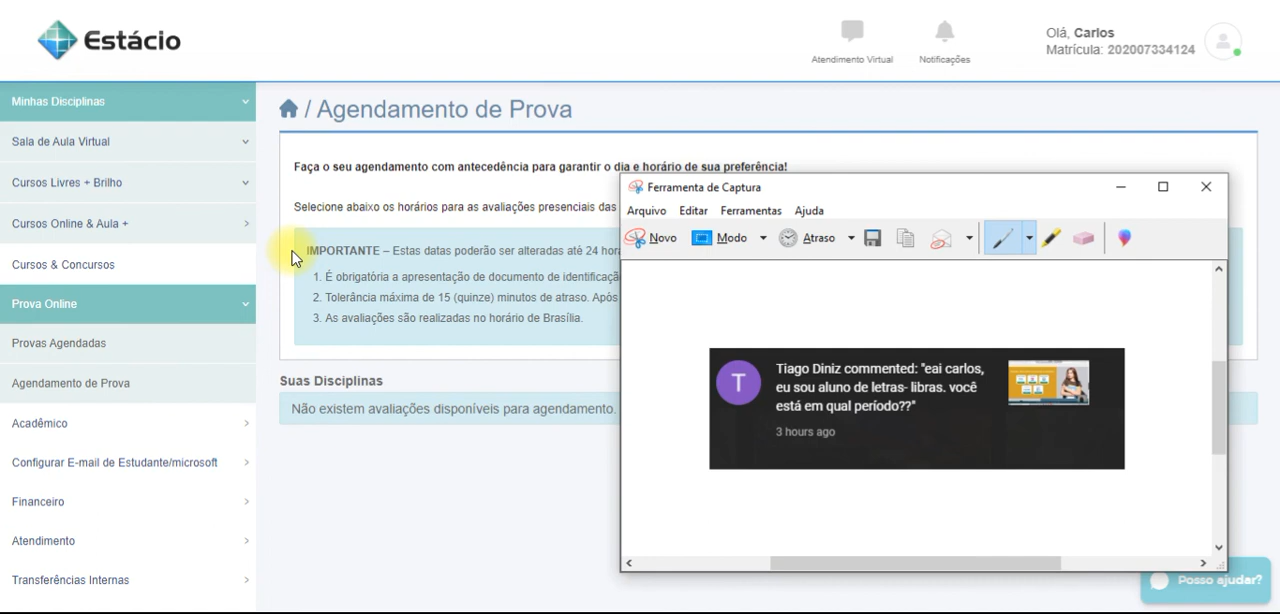 Estácio
Atendimento Virtual
Notificações
Olá, Carlos
Matrícula: 202007334124
Minhas Disciplinas
Sala de Aula Virtual
Cursos Livres + Brilho
Cursos Online & Aula +
Cursos & Concursos
Prova Online
Provas Agendadas
Agendamento de Prova
Acadêmico
Configurar E-mail de Estudante/microsoft
Financeiro
Atendimento
Transferências Internas
/ Agendamento de Prova
Faça o seu agendamento com antecedência para garantir o dia e horário de sua preferência!
Selecione abaixo os horários para as avaliações presenciais das
IMPORTANTE – Estas datas poderão ser alteradas até 24 hora
1. É obrigatória a apresentação de documento de identificação
2. Tolerância máxima de 15 (quinze) minutos de atraso. Após
3. As avaliações são realizadas no horário de Brasília.
Suas Disciplinas
Não existem avaliações disponíveis para agendamento.
Ferramenta de Captura
Arquivo Editar Ferramentas Ajuda
Novo Modo Atraso
T
Tiago Diniz commented: "eai carlos,
eu sou aluno de letras- libras. você
está em qual período??"
3 hours ago
Posso ajudar?